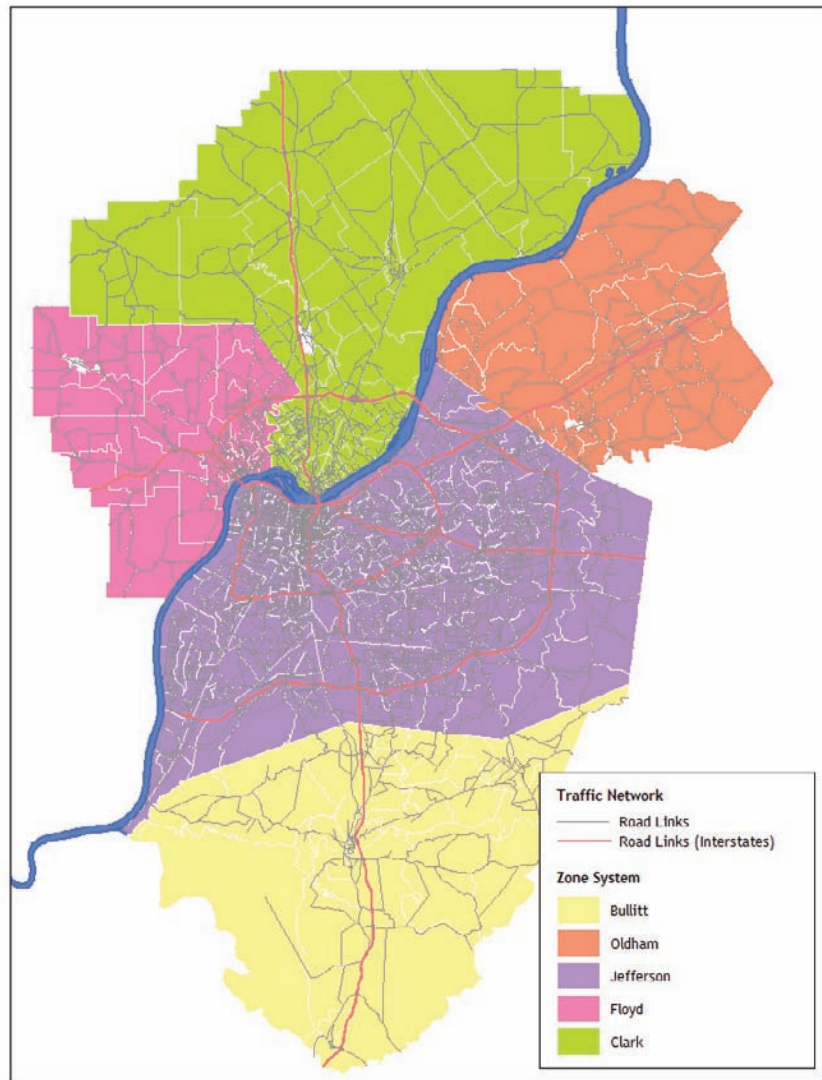 Traffic Network
Road Links
Road Links (Interstates)
Zone System
Bullitt
Oldham
Jefferson
Floyd
Clark